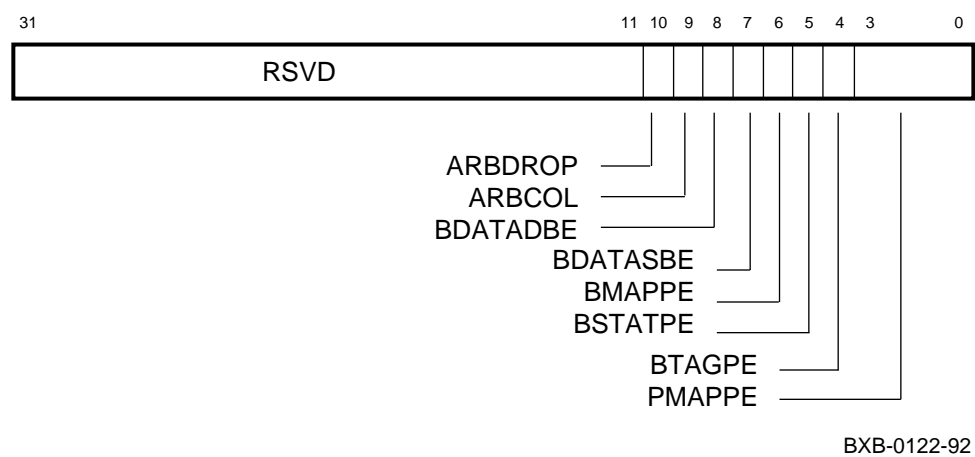 31 11 10 9 8 7 6 5 4 3 0
RSVD
ARBDROP
ARBCOL
BDATADBE
BDATASBE
BMAPPE
BSTATPE
BTAGPE
PMAPPE
BXB-0122-92